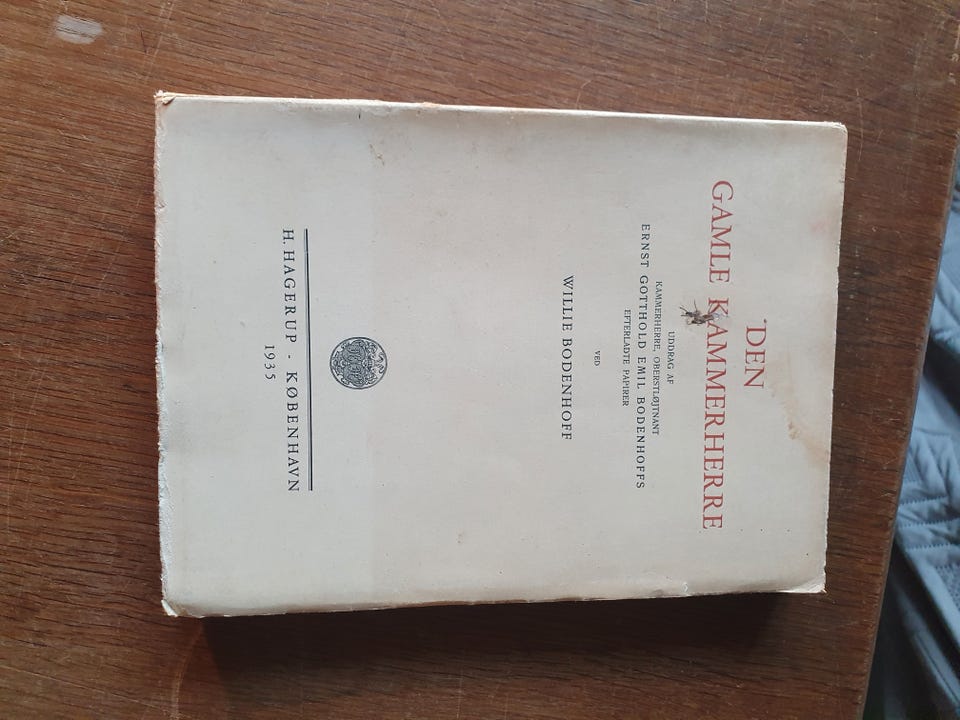 DEN
GAMLE KAMMERHERRE
UDDRAG AF
KAMMERHERRE, OBERSTLØJTNANT
ERNST GOTTHOLD EMIL BODENHOFFS
EFTERLADTE PAPIRER
VED
WILLIE BODENHOFF
H. HAGERUP - KØBENHAVN
1935